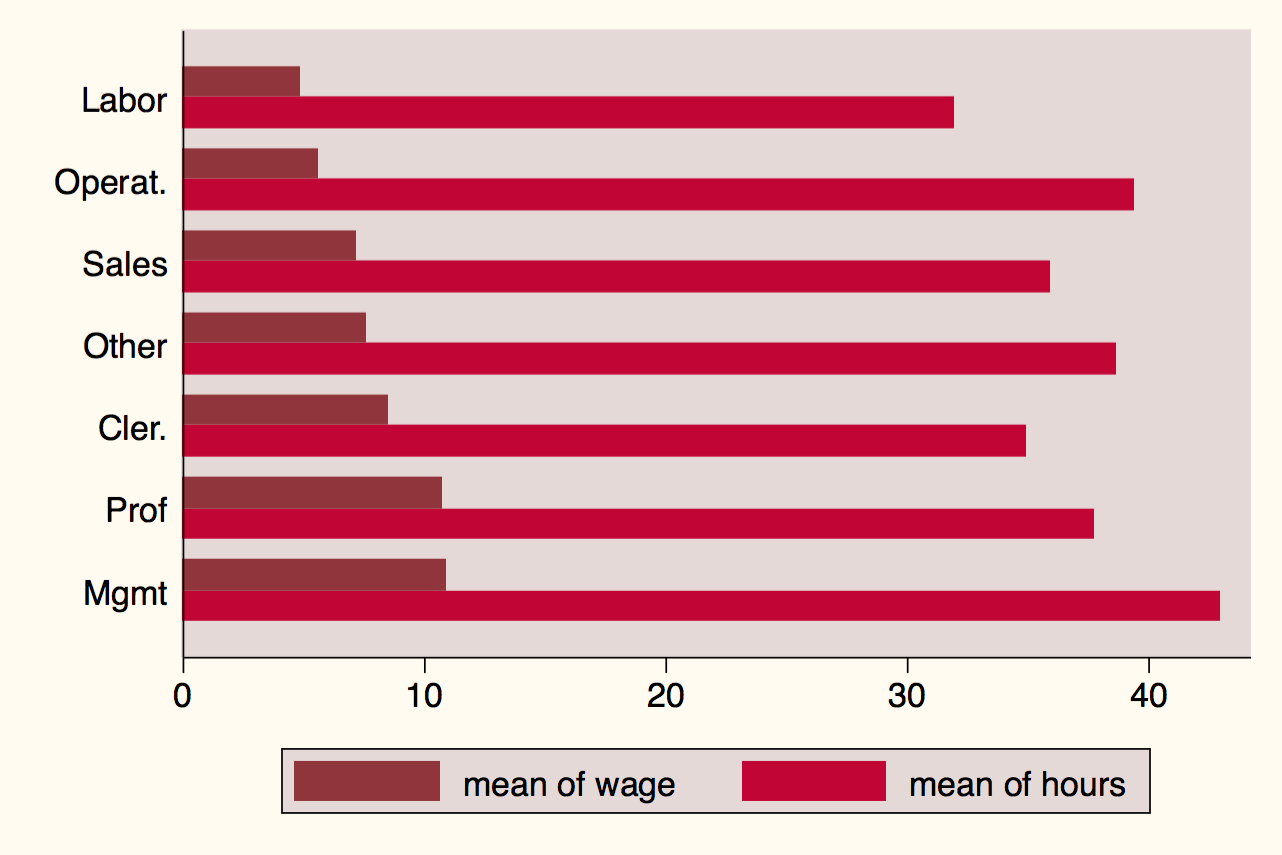 Labor
Operat.
Sales
Other
Cler.
Prof
Mgmt
0 10 20 30 40
mean of wage mean of hours